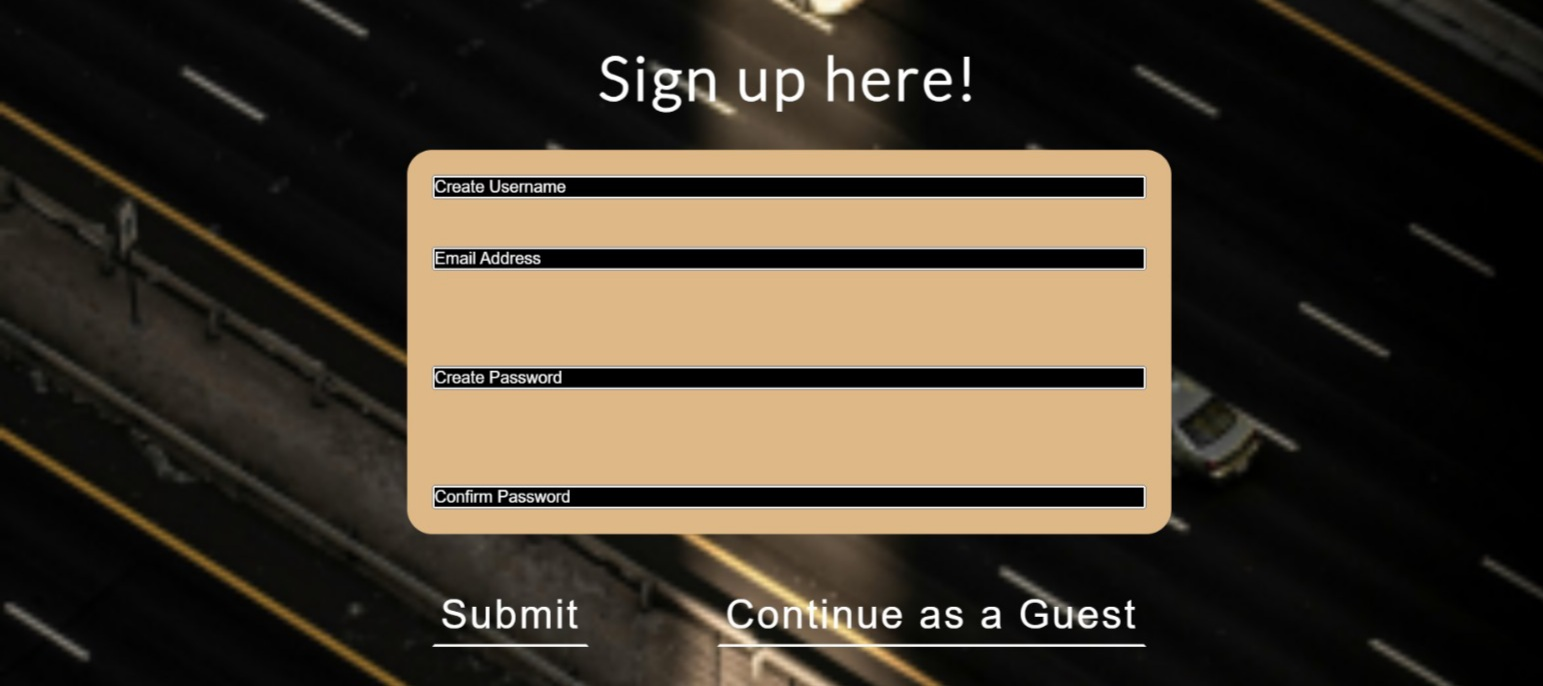 Sign up here!
Create Username
Email Address
Create Password
Confirm Password
Submit
Continue as a Guest